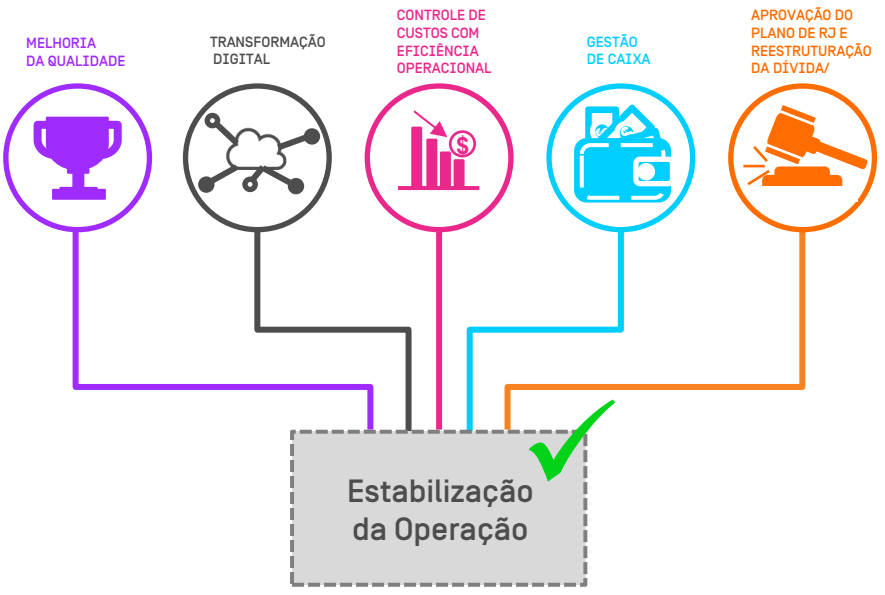 MELHORIA
DA QUALIDADE
TRANSFORMAÇÃO
DIGITAL
CONTROLE DE
CUSTOS COM
EFICIÊNCIA
OPERACIONAL
GESTÃO
DE CAIXA
APROVAÇÃO DO
PLANO DE RJ E
REESTRUTURAÇÃO
DA DÍVIDA/
$
Estabilização
da Operação